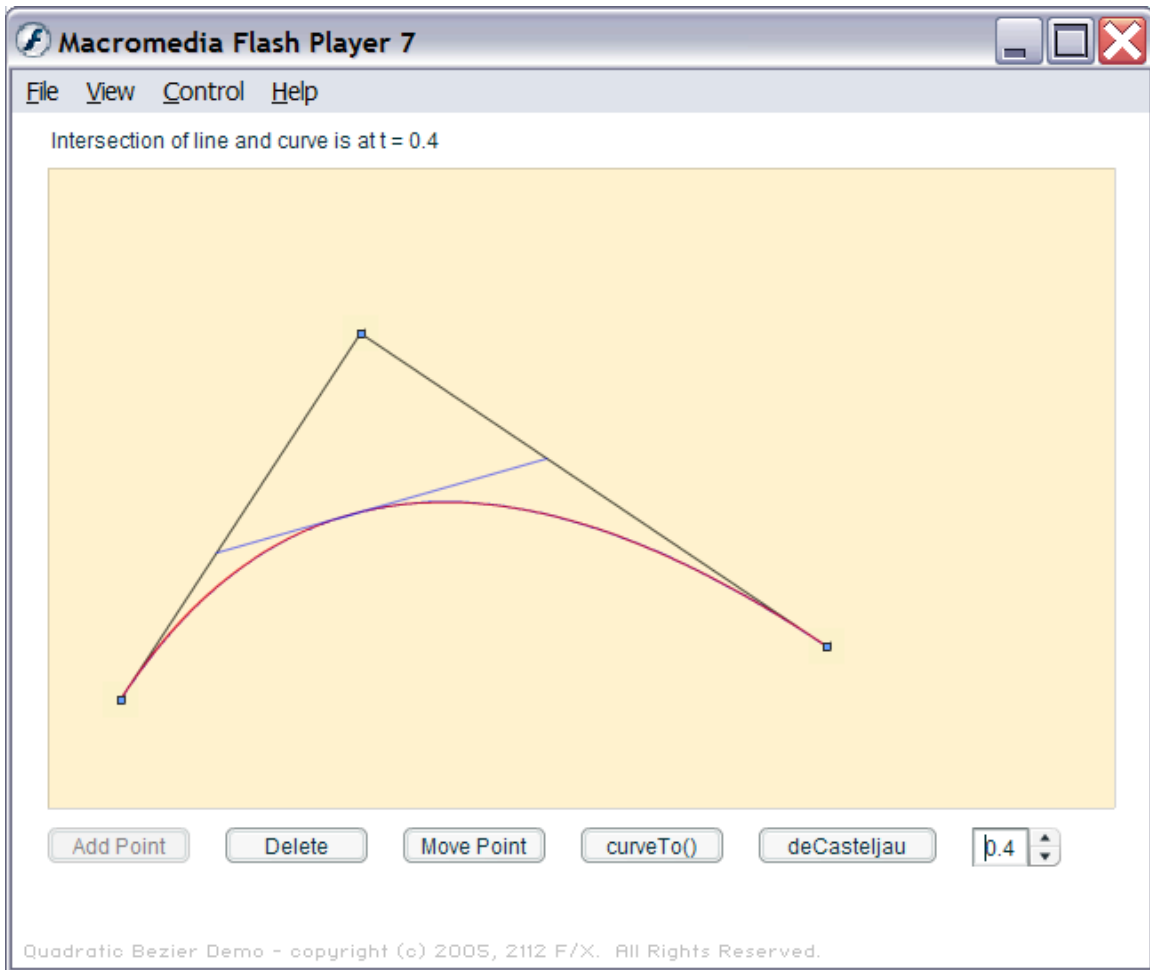 Macromedia Flash Player 7
File View Control Help
Intersection of line and curve is at t = 0.4
Add Point Delete Move Point curveTo() deCasteljau 0.4
Quadratic Bezier Demo - copyright (c) 2005, 2112 F/X. All Rights Reserved.